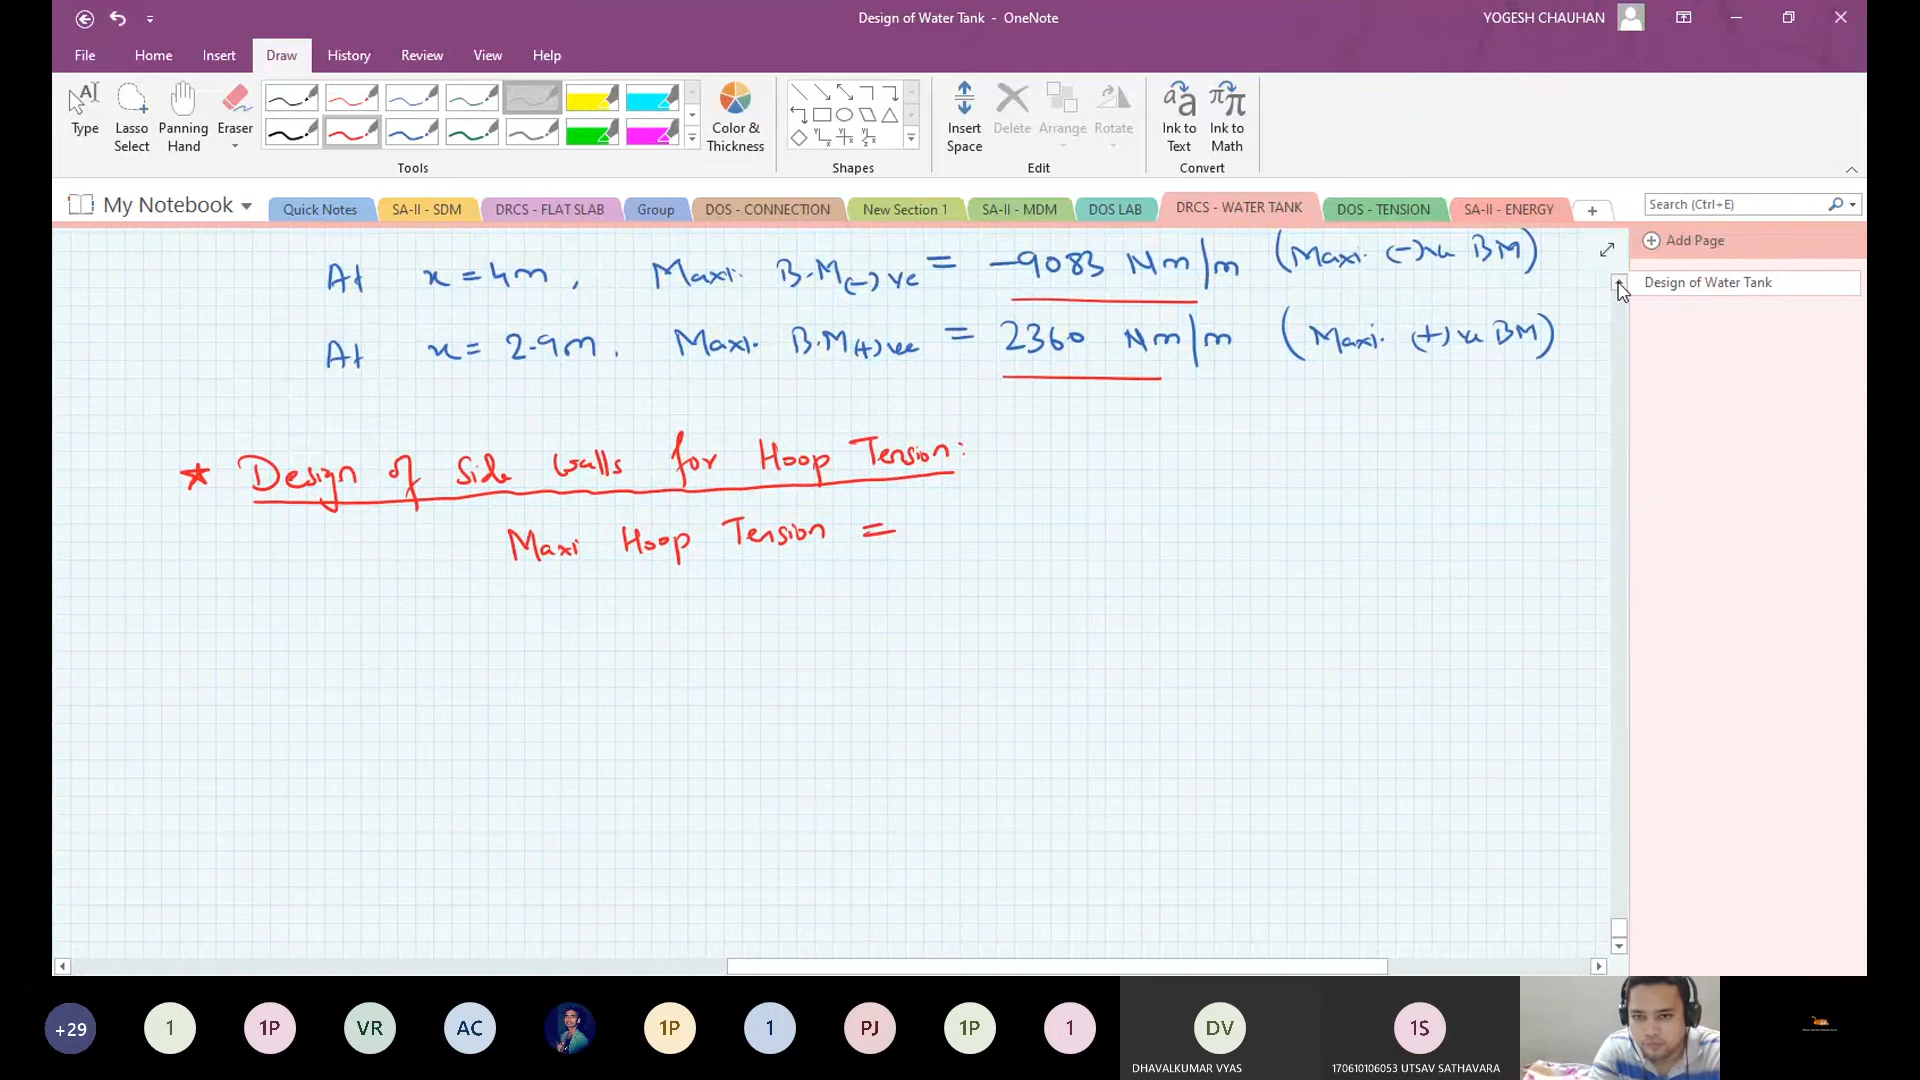 Design of Water Tank - OneNote
YOGESH CHAUHAN
File Home Insert Draw History Review View Help
Type
Lasso Select
Panning Hand
Eraser
Color & Thickness
Insert Space
Delete
Arrange
Rotate
Ink to Text
Ink to Math
Tools
Shapes
Edit
Convert
My Notebook
Quick Notes
SA-II - SDM
DRCS - FLAT SLAB
Group
DOS - CONNECTION
New Section 1
SA-II - MDM
DOS LAB
DRCS - WATER TANK
DOS - TENSION
SA-II - ENERGY
Search (Ctrl+E)
Add Page
Design of Water Tank
At x = 4m , Maxi. B.M(-)ve = -9083 Nm/m (Maxi. (-)ve BM)
At x = 2.9m . Maxi. B.M(+)ve = 2360 Nm/m (Maxi. (+)ve BM)
★ Design of Side Walls for Hoop Tension:
Maxi Hoop Tension =
+29 1 1P VR AC 1P 1 PJ 1P 1 DV 1S
DHAVALKUMAR VYAS
170610106053 UTSAV SATHAVARA